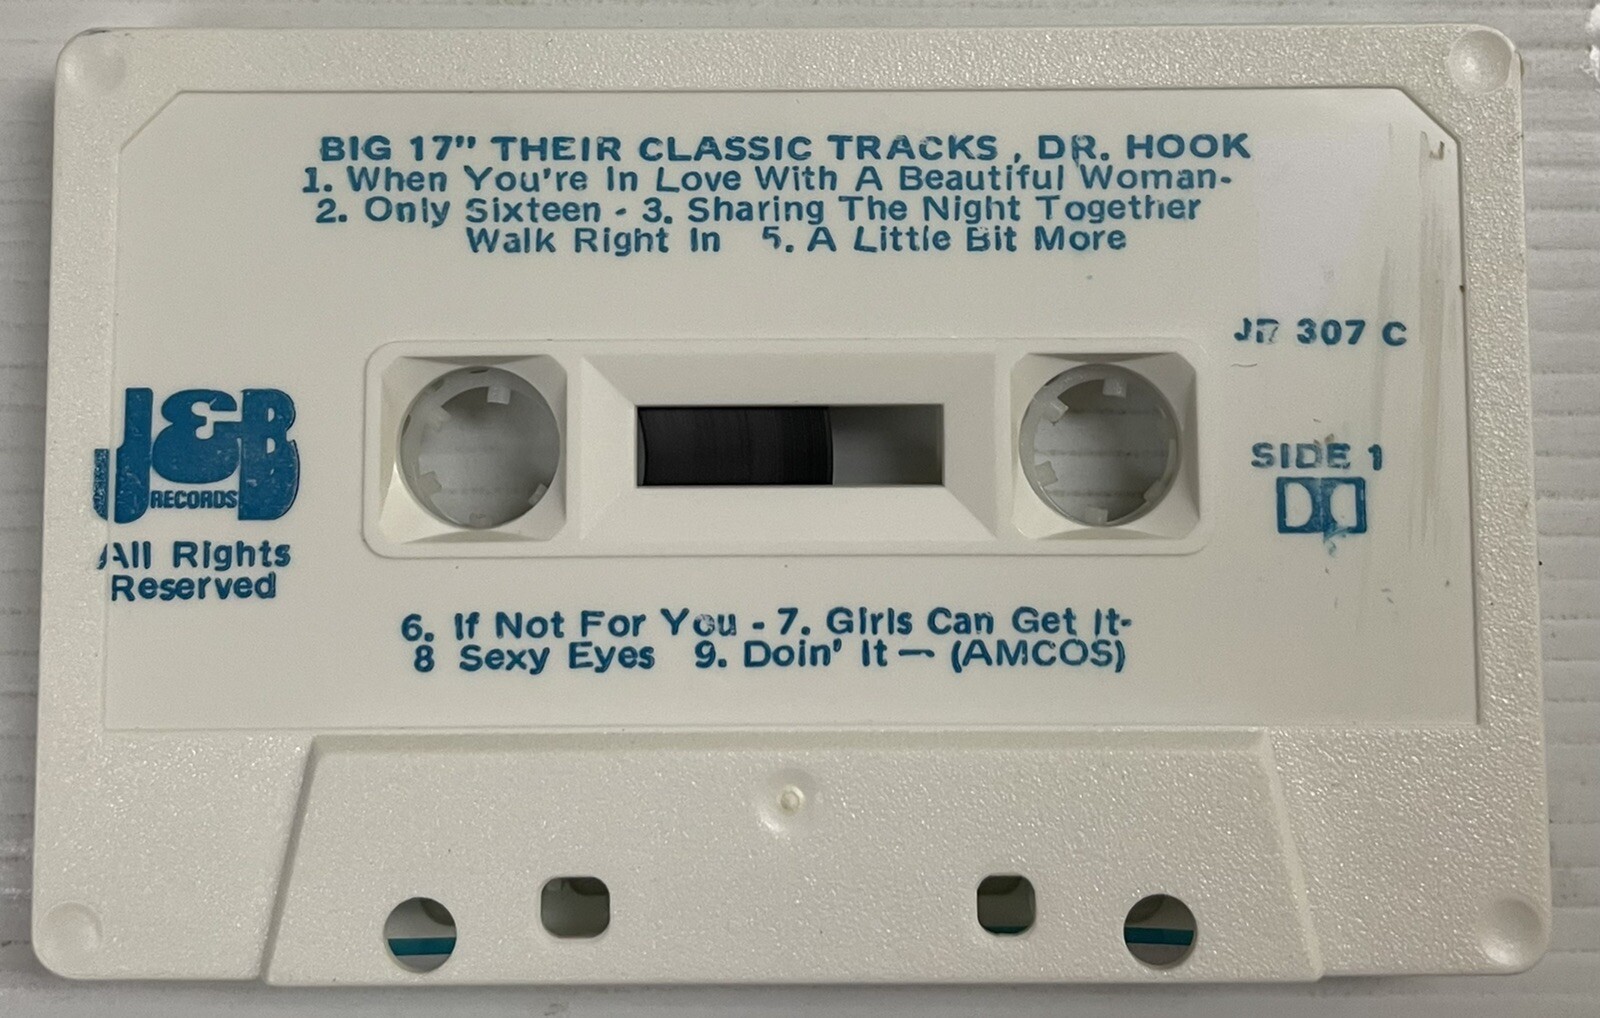 BIG 17" THEIR CLASSIC TRACKS , DR. HOOK
1. When You're In Love With A Beautiful Woman-
2. Only Sixteen - 3. Sharing The Night Together
Walk Right In 5. A Little Bit More
307 C
J&B
RECORDS
All Rights
Reserved
SIDE 1
6. If Not For You - 7. Girls Can Get It-
8 Sexy Eyes 9. Doin' It — (AMCOS)